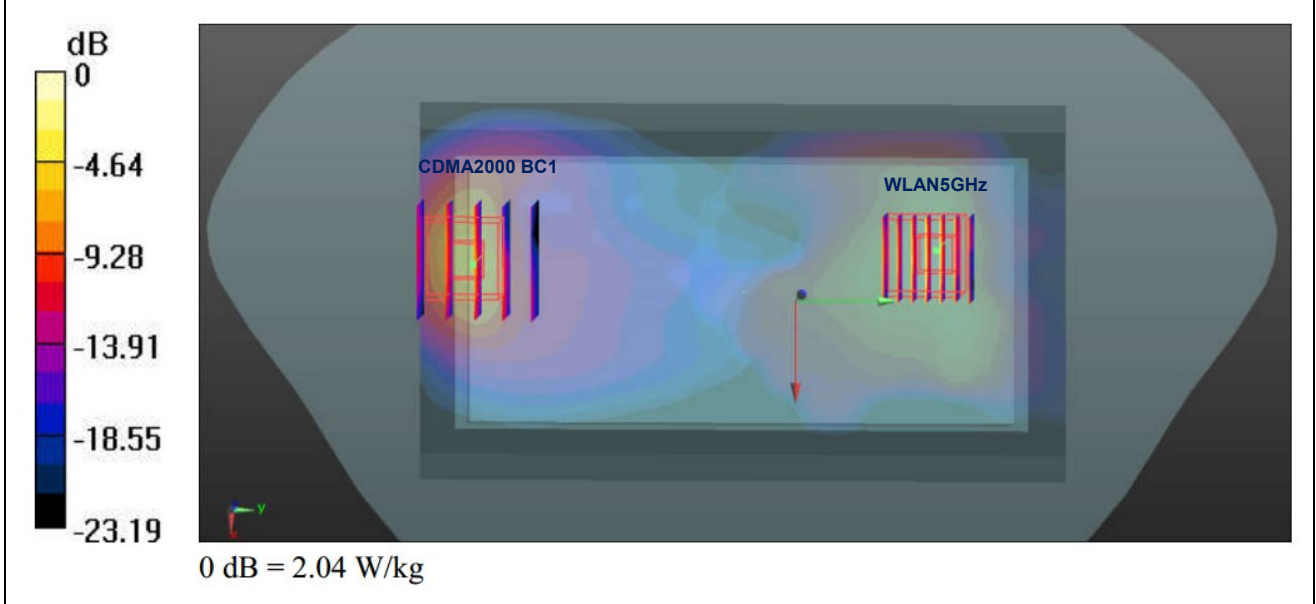 dB
0
-4.64
-9.28
-13.91
-18.55
-23.19
CDMA2000 BC1
WLAN5GHz
y
x
0 dB = 2.04 W/kg